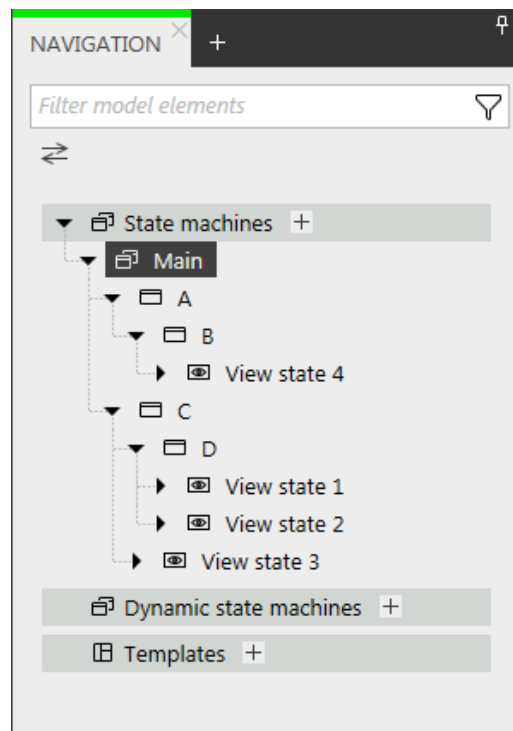 NAVIGATION
Filter model elements
State machines
Main
A
B
View state 4
C
D
View state 1
View state 2
View state 3
Dynamic state machines
Templates